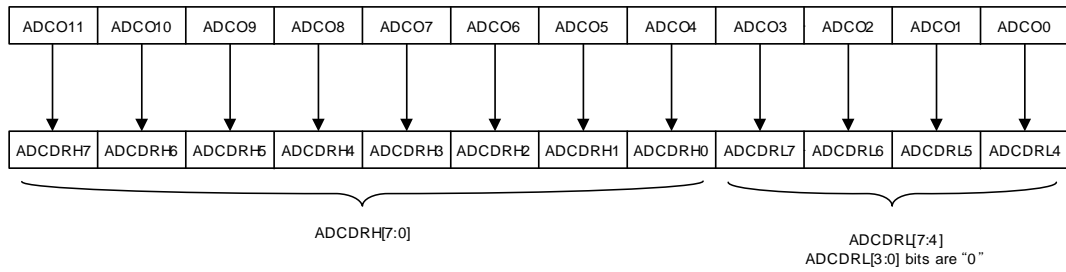 ADCO11 ADCO10 ADCO9 ADCO8 ADCO7 ADCO6 ADCO5 ADCO4 ADCO3 ADCO2 ADCO1 ADCO0
ADCDRH7 ADCDRH6 ADCDRH5 ADCDRH4 ADCDRH3 ADCDRH2 ADCDRH1 ADCDRH0 ADCDRL7 ADCDRL6 ADCDRL5 ADCDRL4
ADCDRH[7:0]
ADCDRL[7:4]
ADCDRL[3:0] bits are “0”